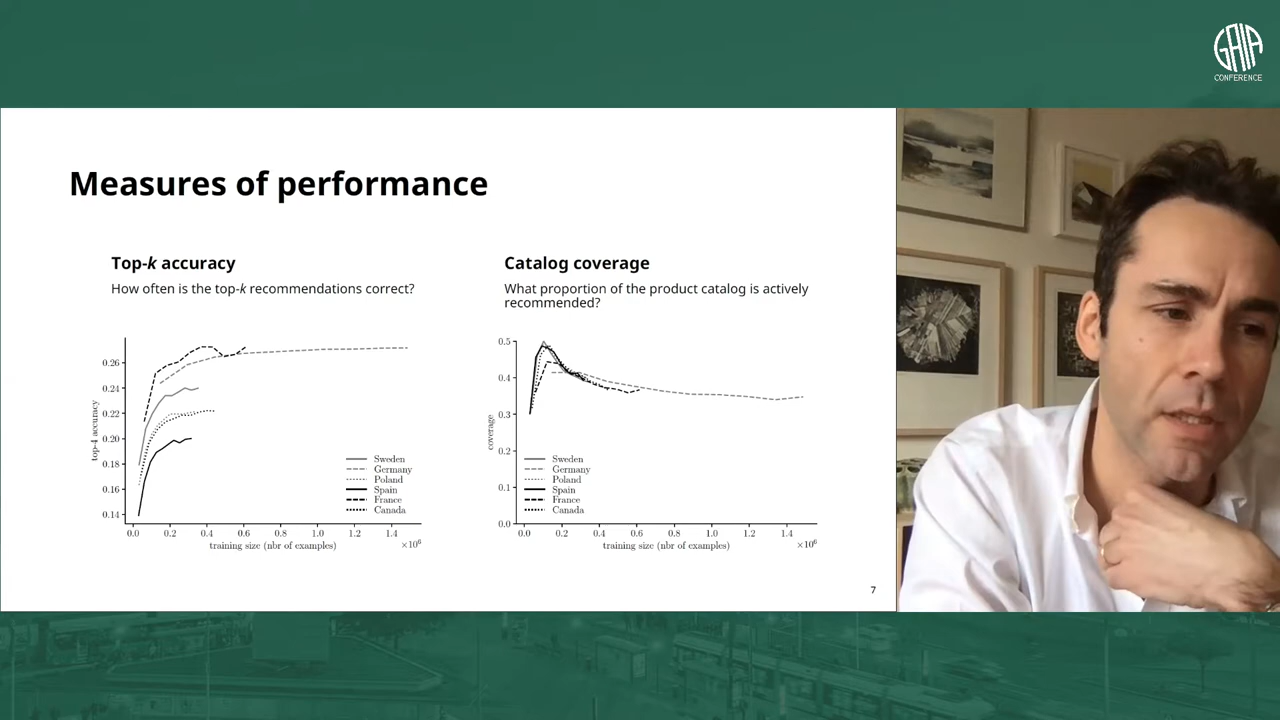 GAIA
CONFERENCE
Measures of performance
Top-k accuracy
How often is the top-k recommendations correct?
0.26
0.24
0.22
0.20
0.18
0.16
0.14
top-4 accuracy
Sweden
Germany
Poland
Spain
France
Canada
0.0 0.2 0.4 0.6 0.8 1.0 1.2 1.4
×10⁶
training size (nbr of examples)
Catalog coverage
What proportion of the product catalog is actively
recommended?
0.5
0.4
0.3
0.2
0.1
0.0
coverage
Sweden
Germany
Poland
Spain
France
Canada
0.0 0.2 0.4 0.6 0.8 1.0 1.2 1.4
×10⁶
training size (nbr of examples)
7